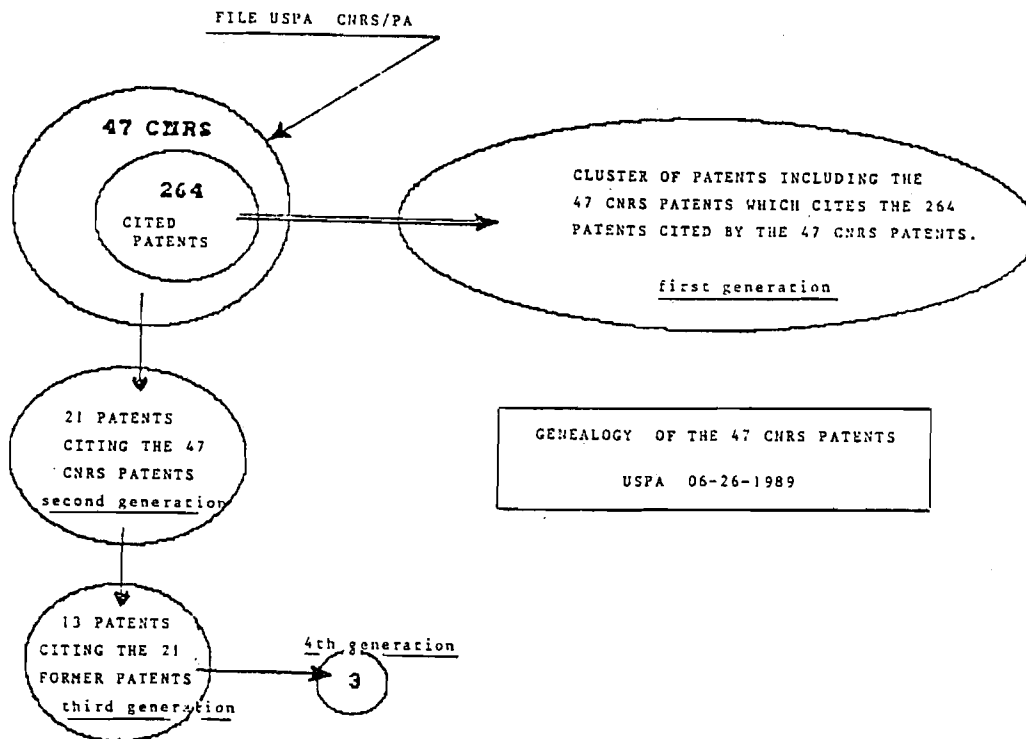 FILE USPA CNRS/PA
47 CNRS
264
CITED
PATENTS
CLUSTER OF PATENTS INCLUDING THE
47 CNRS PATENTS WHICH CITES THE 264
PATENTS CITED BY THE 47 CNRS PATENTS.
first generation
21 PATENTS
CITING THE 47
CNRS PATENTS
second generation
GENEALOGY OF THE 47 CNRS PATENTS
USPA 06-26-1989
13 PATENTS
CITING THE 21
FORMER PATENTS
third generation
4th generation
3